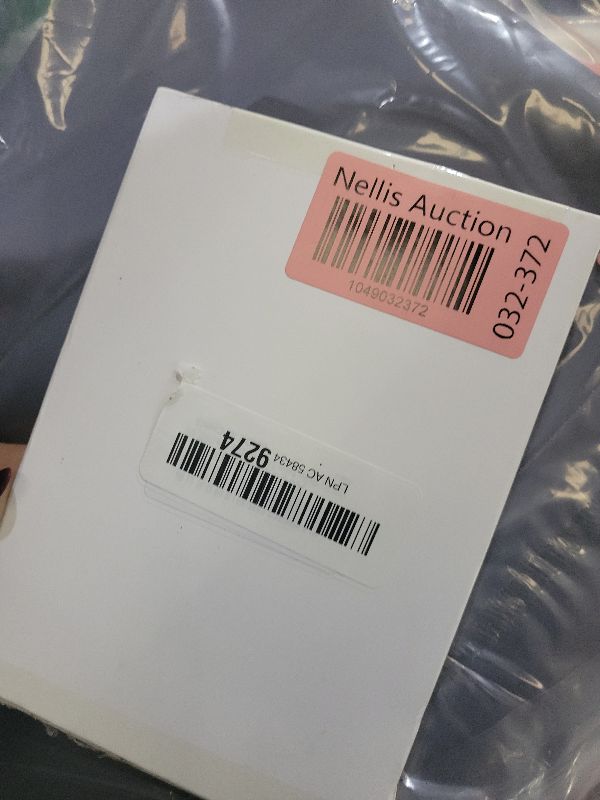 Nellis Auction
1049032372
032-372
LPN AC 58434 9274